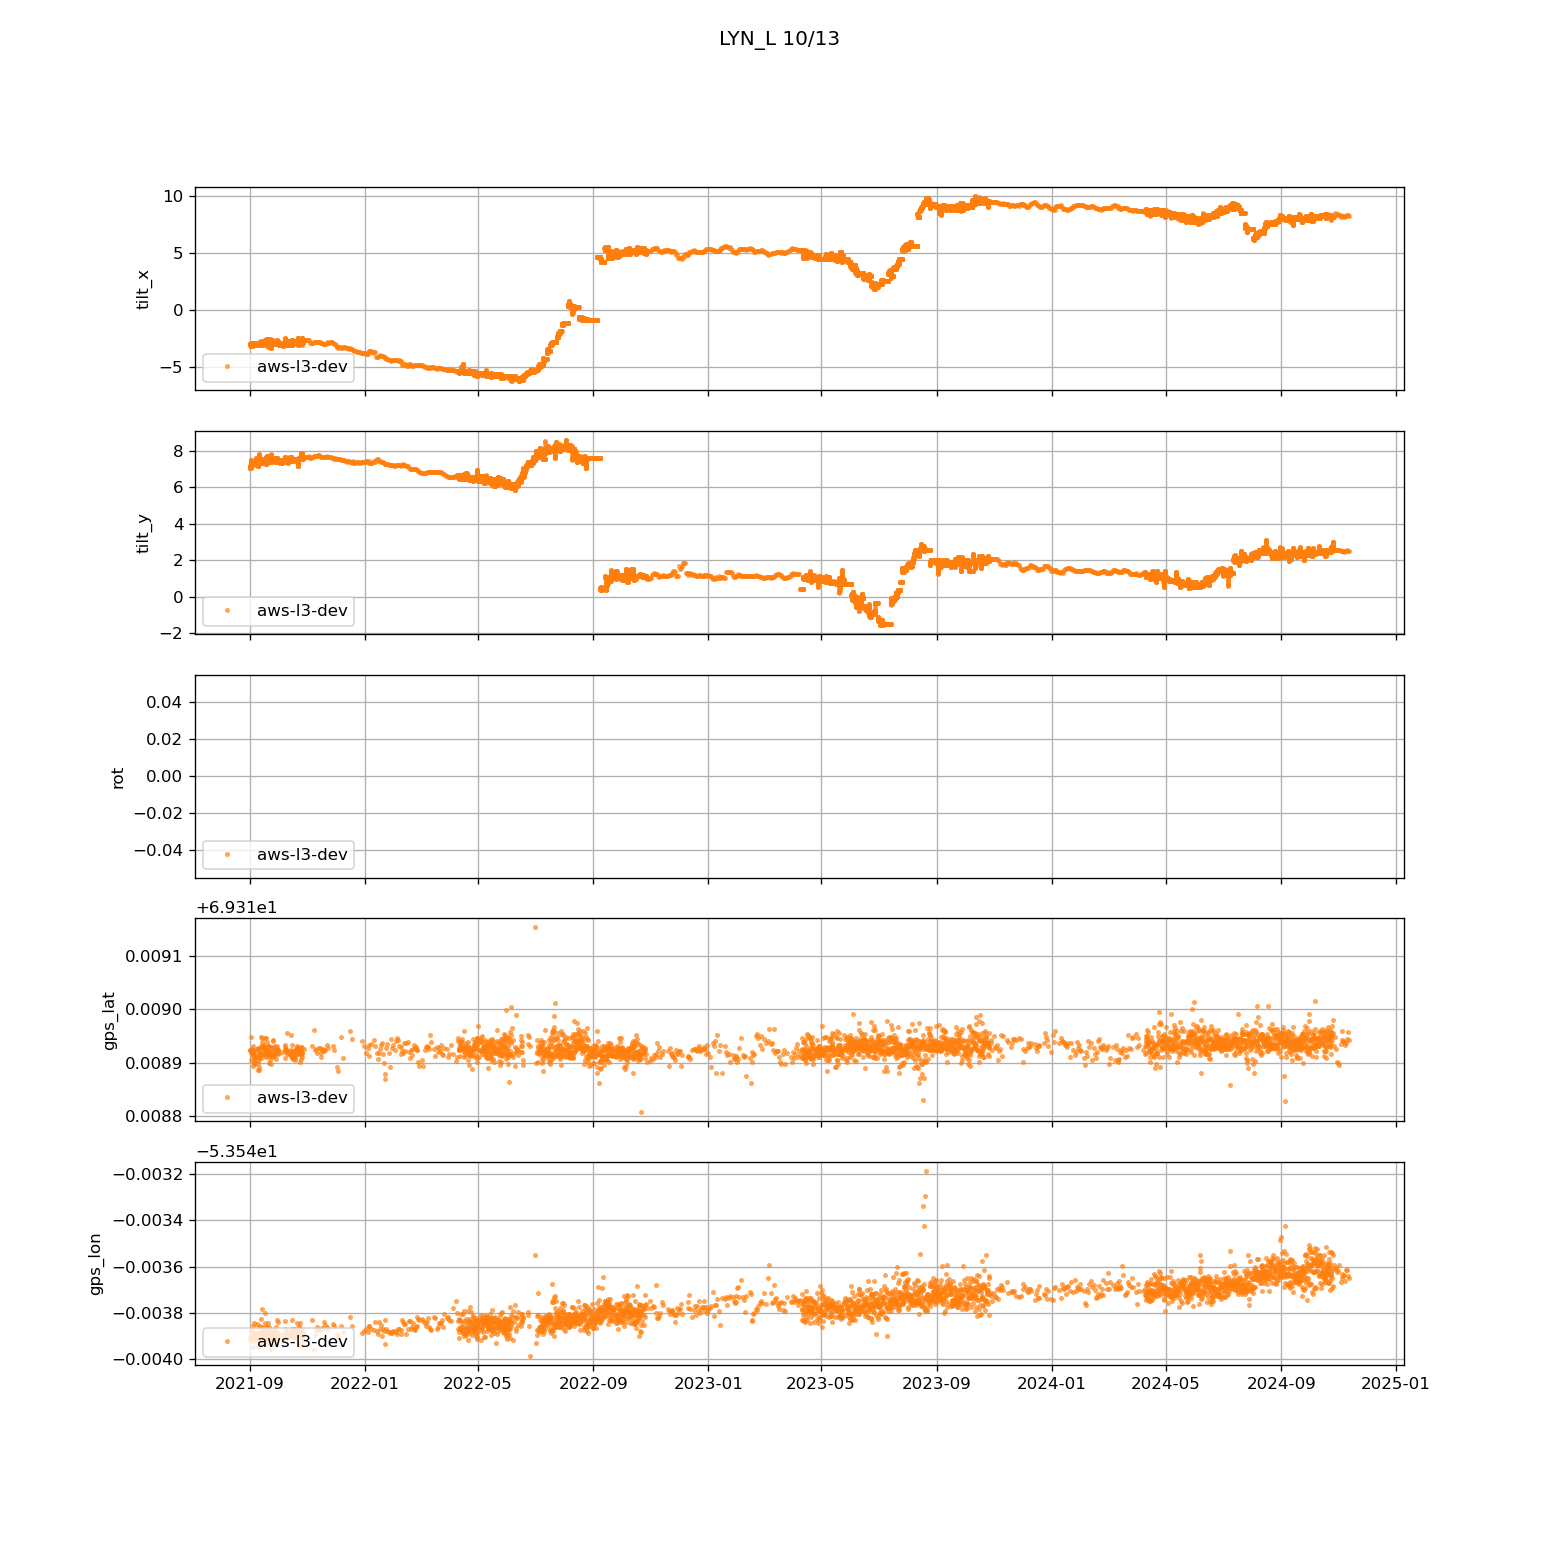 LYN_L 10/13
10
5
0
−5
tilt_x
aws-l3-dev
8
6
4
2
0
−2
tilt_y
aws-l3-dev
0.04
0.02
0.00
−0.02
−0.04
rot
aws-l3-dev
+6.931e1
0.0091
0.0090
0.0089
0.0088
gps_lat
aws-l3-dev
−5.354e1
−0.0032
−0.0034
−0.0036
−0.0038
−0.0040
gps_lon
aws-l3-dev
2021-09 2022-01 2022-05 2022-09 2023-01 2023-05 2023-09 2024-01 2024-05 2024-09 2025-01